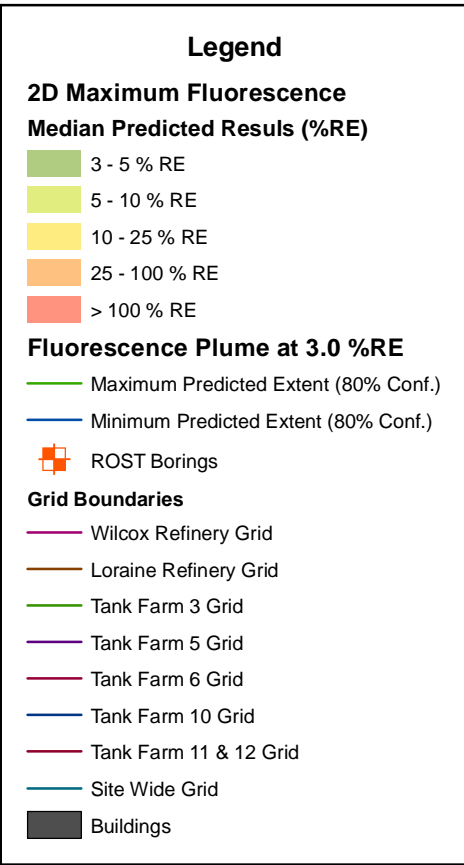 Legend
2D Maximum Fluorescence
Median Predicted Resuls (%RE)
3 - 5 % RE
5 - 10 % RE
10 - 25 % RE
25 - 100 % RE
> 100 % RE
Fluorescence Plume at 3.0 %RE
Maximum Predicted Extent (80% Conf.)
Minimum Predicted Extent (80% Conf.)
ROST Borings
Grid Boundaries
Wilcox Refinery Grid
Loraine Refinery Grid
Tank Farm 3 Grid
Tank Farm 5 Grid
Tank Farm 6 Grid
Tank Farm 10 Grid
Tank Farm 11 & 12 Grid
Site Wide Grid
Buildings